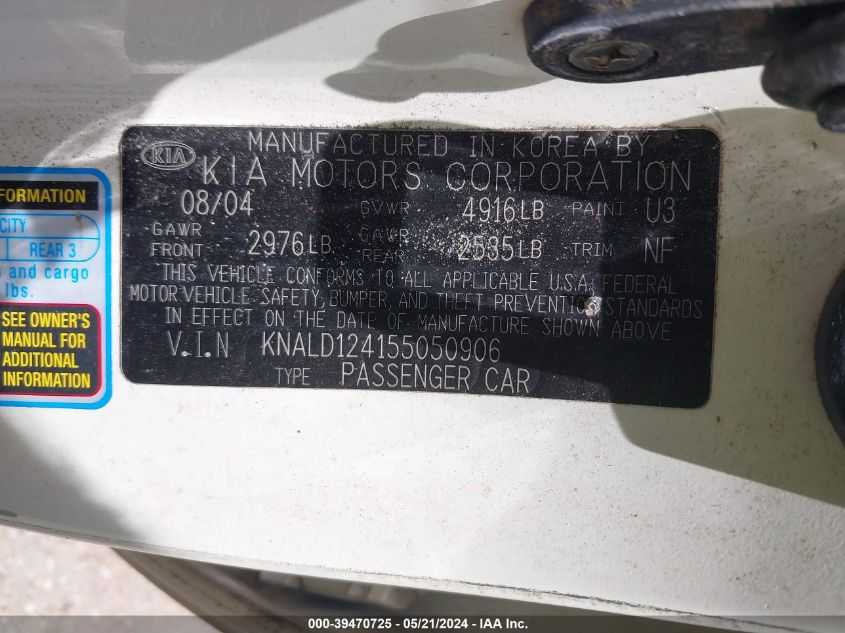 KIA
MANUFACTURED IN KOREA BY
KIA MOTORS CORPORATION
08/04 GVWR 4916LB PAINT U3
GAWR FRONT 2976LB GAWR REAR 2535LB TRIM NF
THIS VEHICLE CONFORMS TO ALL APPLICABLE U.S.A. FEDERAL
MOTOR VEHICLE SAFETY, BUMPER, AND THEFT PREVENTION STANDARDS
IN EFFECT ON THE DATE OF MANUFACTURE SHOWN ABOVE
V.I.N KNALD124155050906
TYPE PASSENGER CAR
FORMATION
CITY
REAR 3
s and cargo
lbs.
SEE OWNER'S
MANUAL FOR
ADDITIONAL
INFORMATION
000-39470725 - 05/21/2024 - IAA Inc.